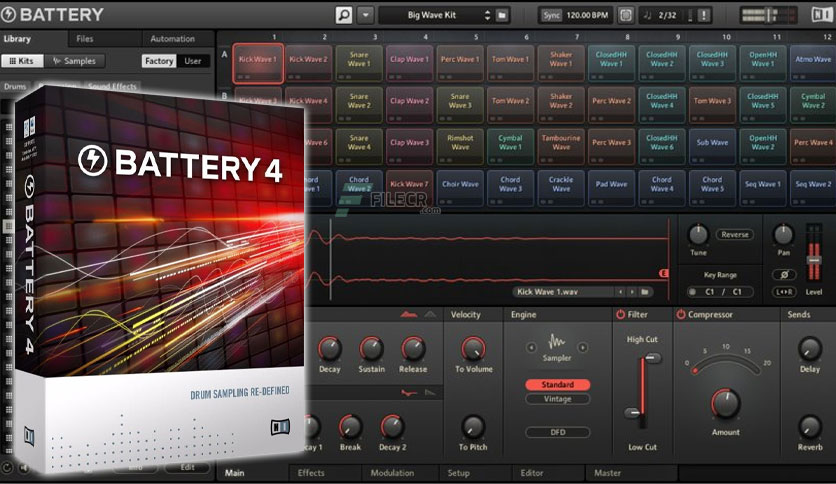 BATTERY
Big Wave Kit
Sync 120.00 BPM
2/32
Library
Files
Automation
Kits
Samples
Factory
User
Drums
Sound Effects
1 2 3 4 5 6 7 8 9 10 11 12
A
Kick Wave 1
Kick Wave 2
Snare Wave 1
Clap Wave 1
Perc Wave 1
Tom Wave 1
Shaker Wave 1
ClosedHH Wave 1
ClosedHH Wave 2
ClosedHH Wave 3
OpenHH Wave 1
Atmo Wave
B
Snare Wave 2
Clap Wave 2
Snare Wave 3
Tom Wave 2
Shaker Wave 2
Perc Wave 2
ClosedHH Wave 4
Tom Wave 3
ClosedHH Wave 5
Cymbal Wave 2
Wave 6
Snare Wave 4
Clap Wave 3
Rimshot Wave
Cymbal Wave 1
Tambourine Wave
Perc Wave 3
ClosedHH Wave 6
Sub Wave
OpenHH Wave 2
Perc Wave 4
Chord Wave 1
Chord Wave 2
Kick Wave 7
Choir Wave
Chord Wave 3
Crackle Wave
Pad Wave
Chord Wave 4
Chord Wave 5
Seq Wave 1
Seq Wave 2
FILECR
.com
BATTERY 4
BATTERY 4
DRUM SAMPLING RE-DEFINED
E
Kick Wave 1.wav
Tune
Reverse
Key Range
C1 / C1
Pan
L↔R
Level
Velocity
Engine
Filter
Compressor
Sends
Decay
Sustain
Release
To Volume
Sampler
Standard
Vintage
DFD
High Cut
Low Cut
0 5 10 15 20
Amount
Delay
Reverb
Decay 1
Break
Decay 2
To Pitch
Info
Edit
Main
Effects
Modulation
Setup
Editor
Master